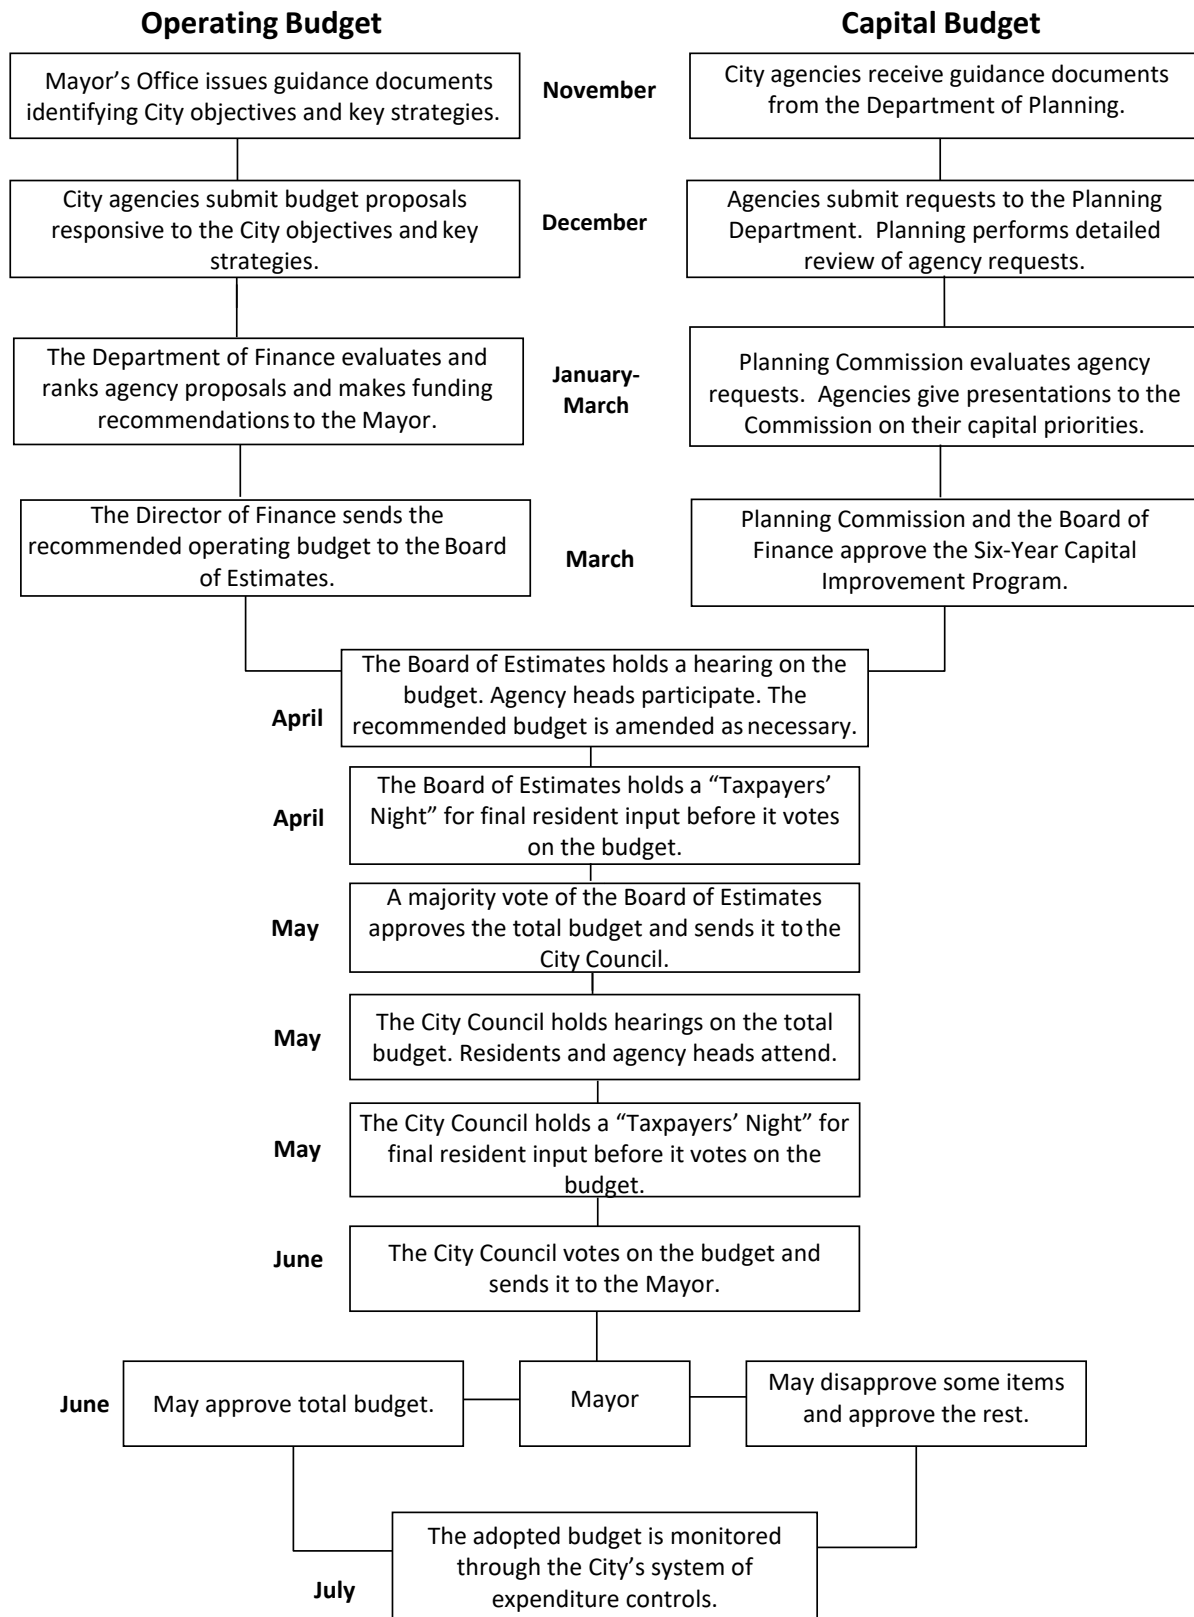 Operating Budget
Capital Budget
Mayor’s Office issues guidance documents
identifying City objectives and key strategies.
November
City agencies receive guidance documents
from the Department of Planning.
City agencies submit budget proposals
responsive to the City objectives and key
strategies.
December
Agencies submit requests to the Planning
Department.  Planning performs detailed
review of agency requests.
The Department of Finance evaluates and
ranks agency proposals and makes funding
recommendations to the Mayor.
January-
March
Planning Commission evaluates agency
requests.  Agencies give presentations to the
Commission on their capital priorities.
The Director of Finance sends the
recommended operating budget to the Board
of Estimates.
March
Planning Commission and the Board of
Finance approve the Six-Year Capital
Improvement Program.
April
The Board of Estimates holds a hearing on the
budget. Agency heads participate. The
recommended budget is amended as necessary.
April
The Board of Estimates holds a “Taxpayers’
Night” for final resident input before it votes
on the budget.
May
A majority vote of the Board of Estimates
approves the total budget and sends it to the
City Council.
May
The City Council holds hearings on the total
budget. Residents and agency heads attend.
May
The City Council holds a “Taxpayers’ Night” for
final resident input before it votes on the
budget.
June
The City Council votes on the budget and
sends it to the Mayor.
June
May approve total budget.
Mayor
May disapprove some items
and approve the rest.
July
The adopted budget is monitored
through the City’s system of
expenditure controls.